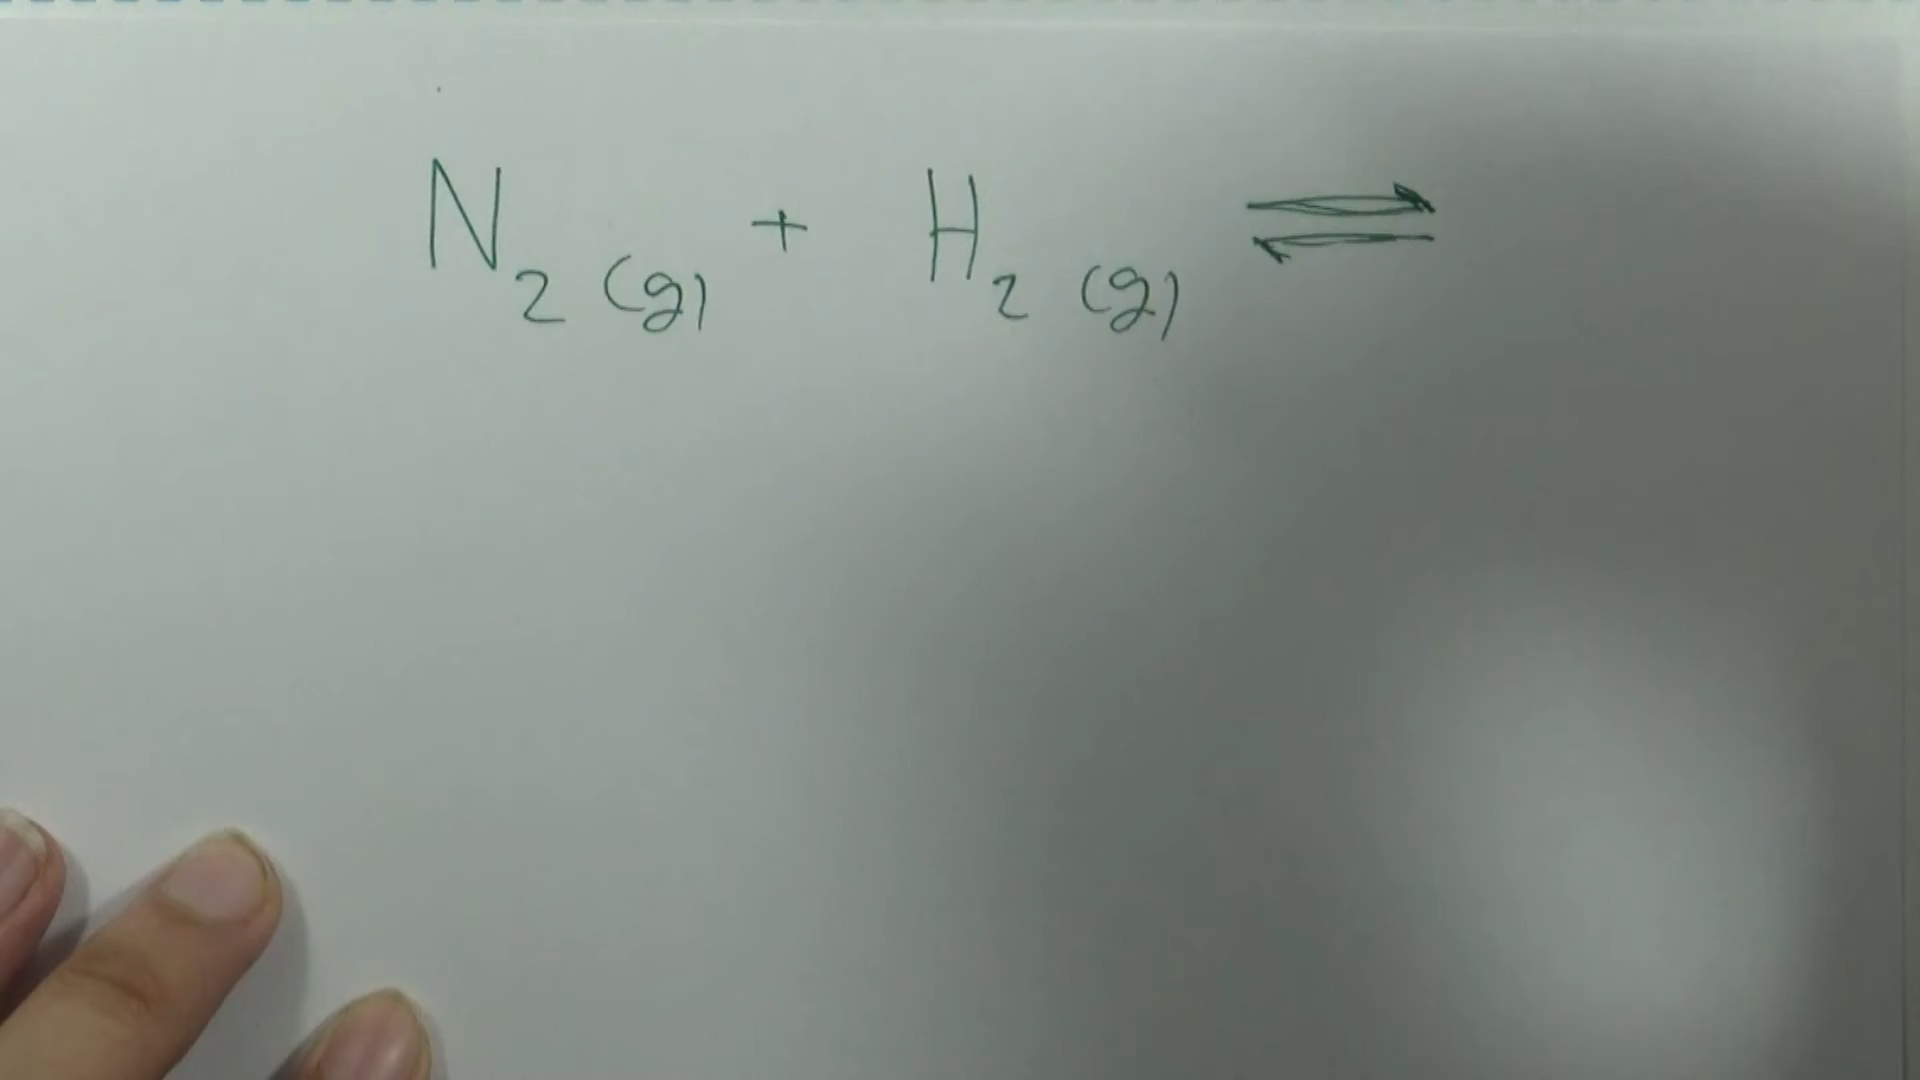 N₂ (g) + H₂ (g) ⇌